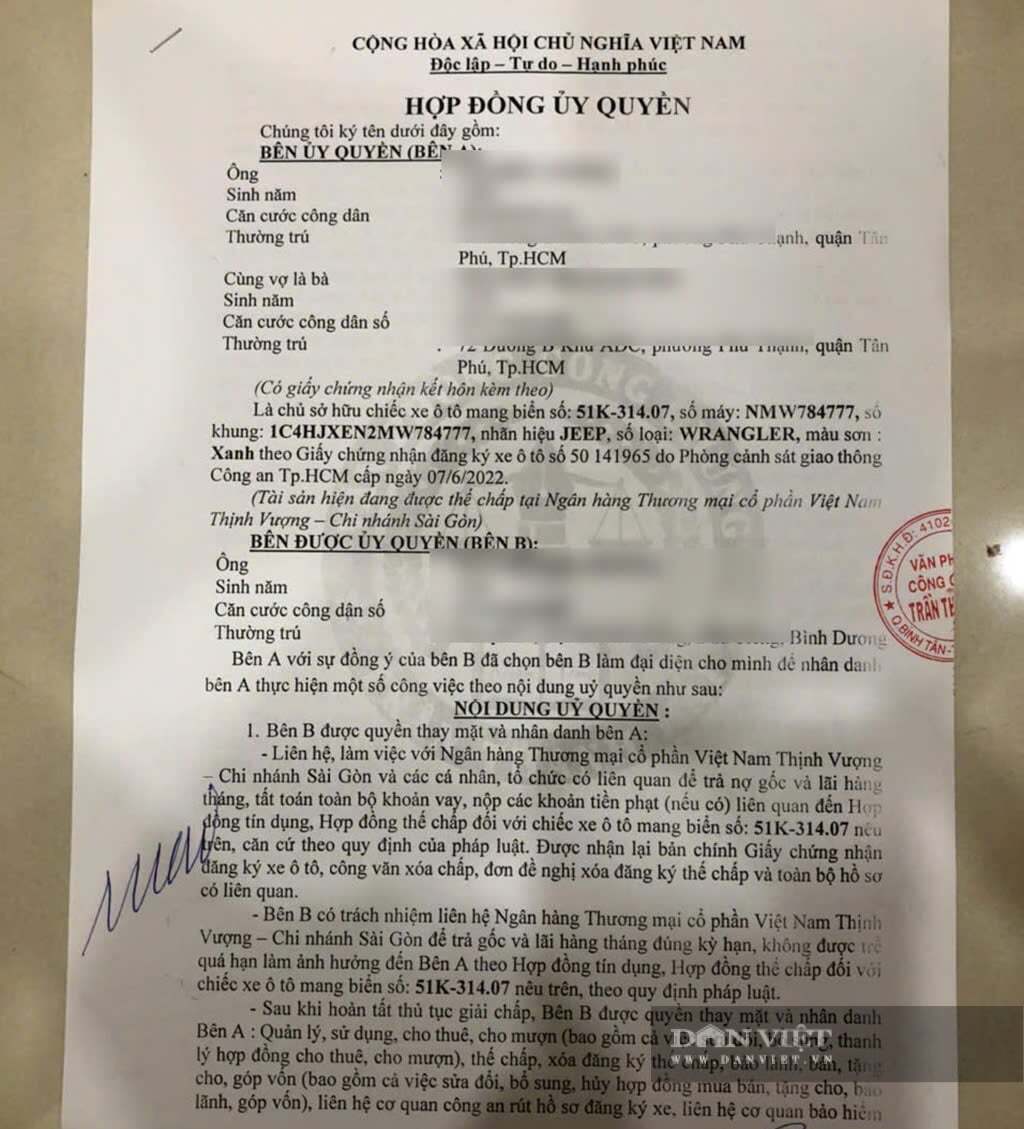 CỘNG HÒA XÃ HỘI CHỦ NGHĨA VIỆT NAM
Độc lập – Tự do – Hạnh phúc
HỢP ĐỒNG ỦY QUYỀN
Chúng tôi ký tên dưới đây gồm:
BÊN ỦY QUYỀN (BÊN A):
Ông :
Sinh năm
Căn cước công dân
Thường trú quận Tân
Phú, Tp.HCM
Cùng vợ là bà
Sinh năm
Căn cước công dân số
Thường trú : quận Tân
Phú, Tp.HCM
(Có giấy chứng nhận kết hôn kèm theo)
Là chủ sở hữu chiếc xe ô tô mang biển số: 51K-314.07, số máy: NMW784777, số
khung: 1C4HJXEN2MW784777, nhãn hiệu JEEP, số loại: WRANGLER, màu sơn :
Xanh theo Giấy chứng nhận đăng ký xe ô tô số 50 141965 do Phòng cảnh sát giao thông
Công an Tp.HCM cấp ngày 07/6/2022.
(Tài sản hiện đang được thế chấp tại Ngân hàng Thương mại cổ phần Việt Nam
Thịnh Vượng – Chi nhánh Sài Gòn)
BÊN ĐƯỢC ỦY QUYỀN (BÊN B):
Ông
Sinh năm
Căn cước công dận số
Thường trú Bình Dương
Bên A với sự đồng ý của bên B đã chọn bên B làm đại diện cho mình để nhân danh
bên A thực hiện một số công việc theo nội dung uỷ quyền như sau:
NỘI DUNG UỶ QUYỀN :
1. Bên B được quyền thay mặt và nhân danh bên A:
- Liên hệ, làm việc với Ngân hàng Thương mại cổ phần Việt Nam Thịnh Vượng
– Chi nhánh Sài Gòn và các cá nhân, tổ chức có liên quan để trả nợ gốc và lãi hàng
tháng, tất toán toàn bộ khoản vay, nộp các khoản tiền phạt (nếu có) liên quan đến Hợp
đồng tín dụng, Hợp đồng thế chấp đối với chiếc xe ô tô mang biển số: 51K-314.07 nêu
trên, căn cứ theo quy định của pháp luật. Được nhận lại bản chính Giấy chứng nhận
đăng ký xe ô tô, công văn xóa chấp, đơn đề nghị xóa đăng ký thế chấp và toàn bộ hồ sơ
có liên quan.
- Bên B có trách nhiệm liên hệ Ngân hàng Thương mại cổ phần Việt Nam Thịnh
Vượng – Chi nhánh Sài Gòn để trả gốc và lãi hàng tháng đúng kỳ hạn, không được trễ
quá hạn làm ảnh hưởng đến Bên A theo Hợp đồng tín dụng, Hợp đồng thế chấp đối với
chiếc xe ô tô mang biển số: 51K-314.07 nêu trên, theo quy định pháp luật.
- Sau khi hoàn tất thủ tục giải chấp, Bên B được quyền thay mặt và nhân danh
Bên A : Quản lý, sử dụng, cho thuê, cho mượn (bao gồm cả thanh
lý hợp đồng cho thuê, cho mượn), thế chấp, xóa đăng ký thế chấp, bảo lãnh, bán, tặng
cho, góp vốn (bao gồm cả việc sửa đổi, bổ sung, hủy hợp đồng mua bán, tặng cho, bảo
lãnh, góp vốn), liên hệ cơ quan công an rút hồ sơ đăng ký xe, liên hệ cơ quan bảo hiểm
S.Đ.K.H.Đ: 4102
VĂN PH
CÔNG
TRẦN
Q.BÌNH TÂN-T
DÂN VIỆT
WWW.DANVIET.VN